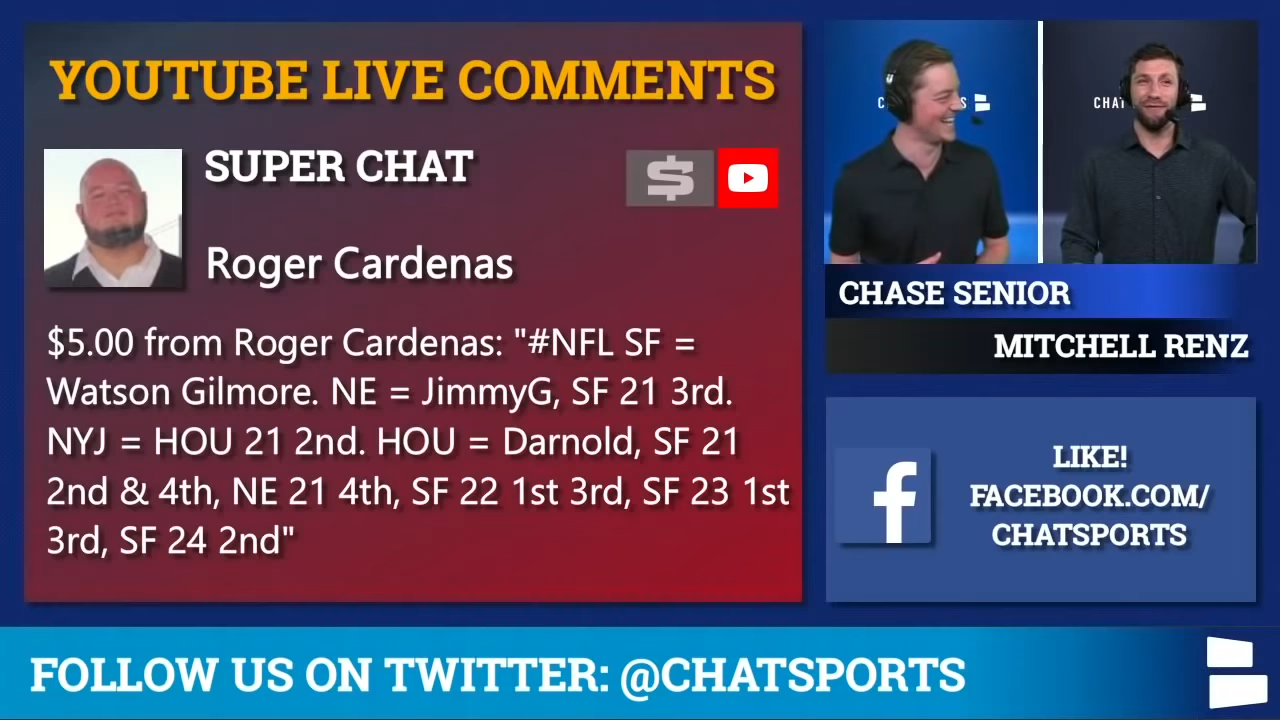 YOUTUBE LIVE COMMENTS
SUPER CHAT
$
Roger Cardenas
$5.00 from Roger Cardenas: "#NFL SF =
Watson Gilmore. NE = JimmyG, SF 21 3rd.
NYJ = HOU 21 2nd. HOU = Darnold, SF 21
2nd & 4th, NE 21 4th, SF 22 1st 3rd, SF 23 1st
3rd, SF 24 2nd"
CHASE SENIOR
MITCHELL RENZ
f
LIKE!
FACEBOOK.COM/
CHATSPORTS
FOLLOW US ON TWITTER: @CHATSPORTS